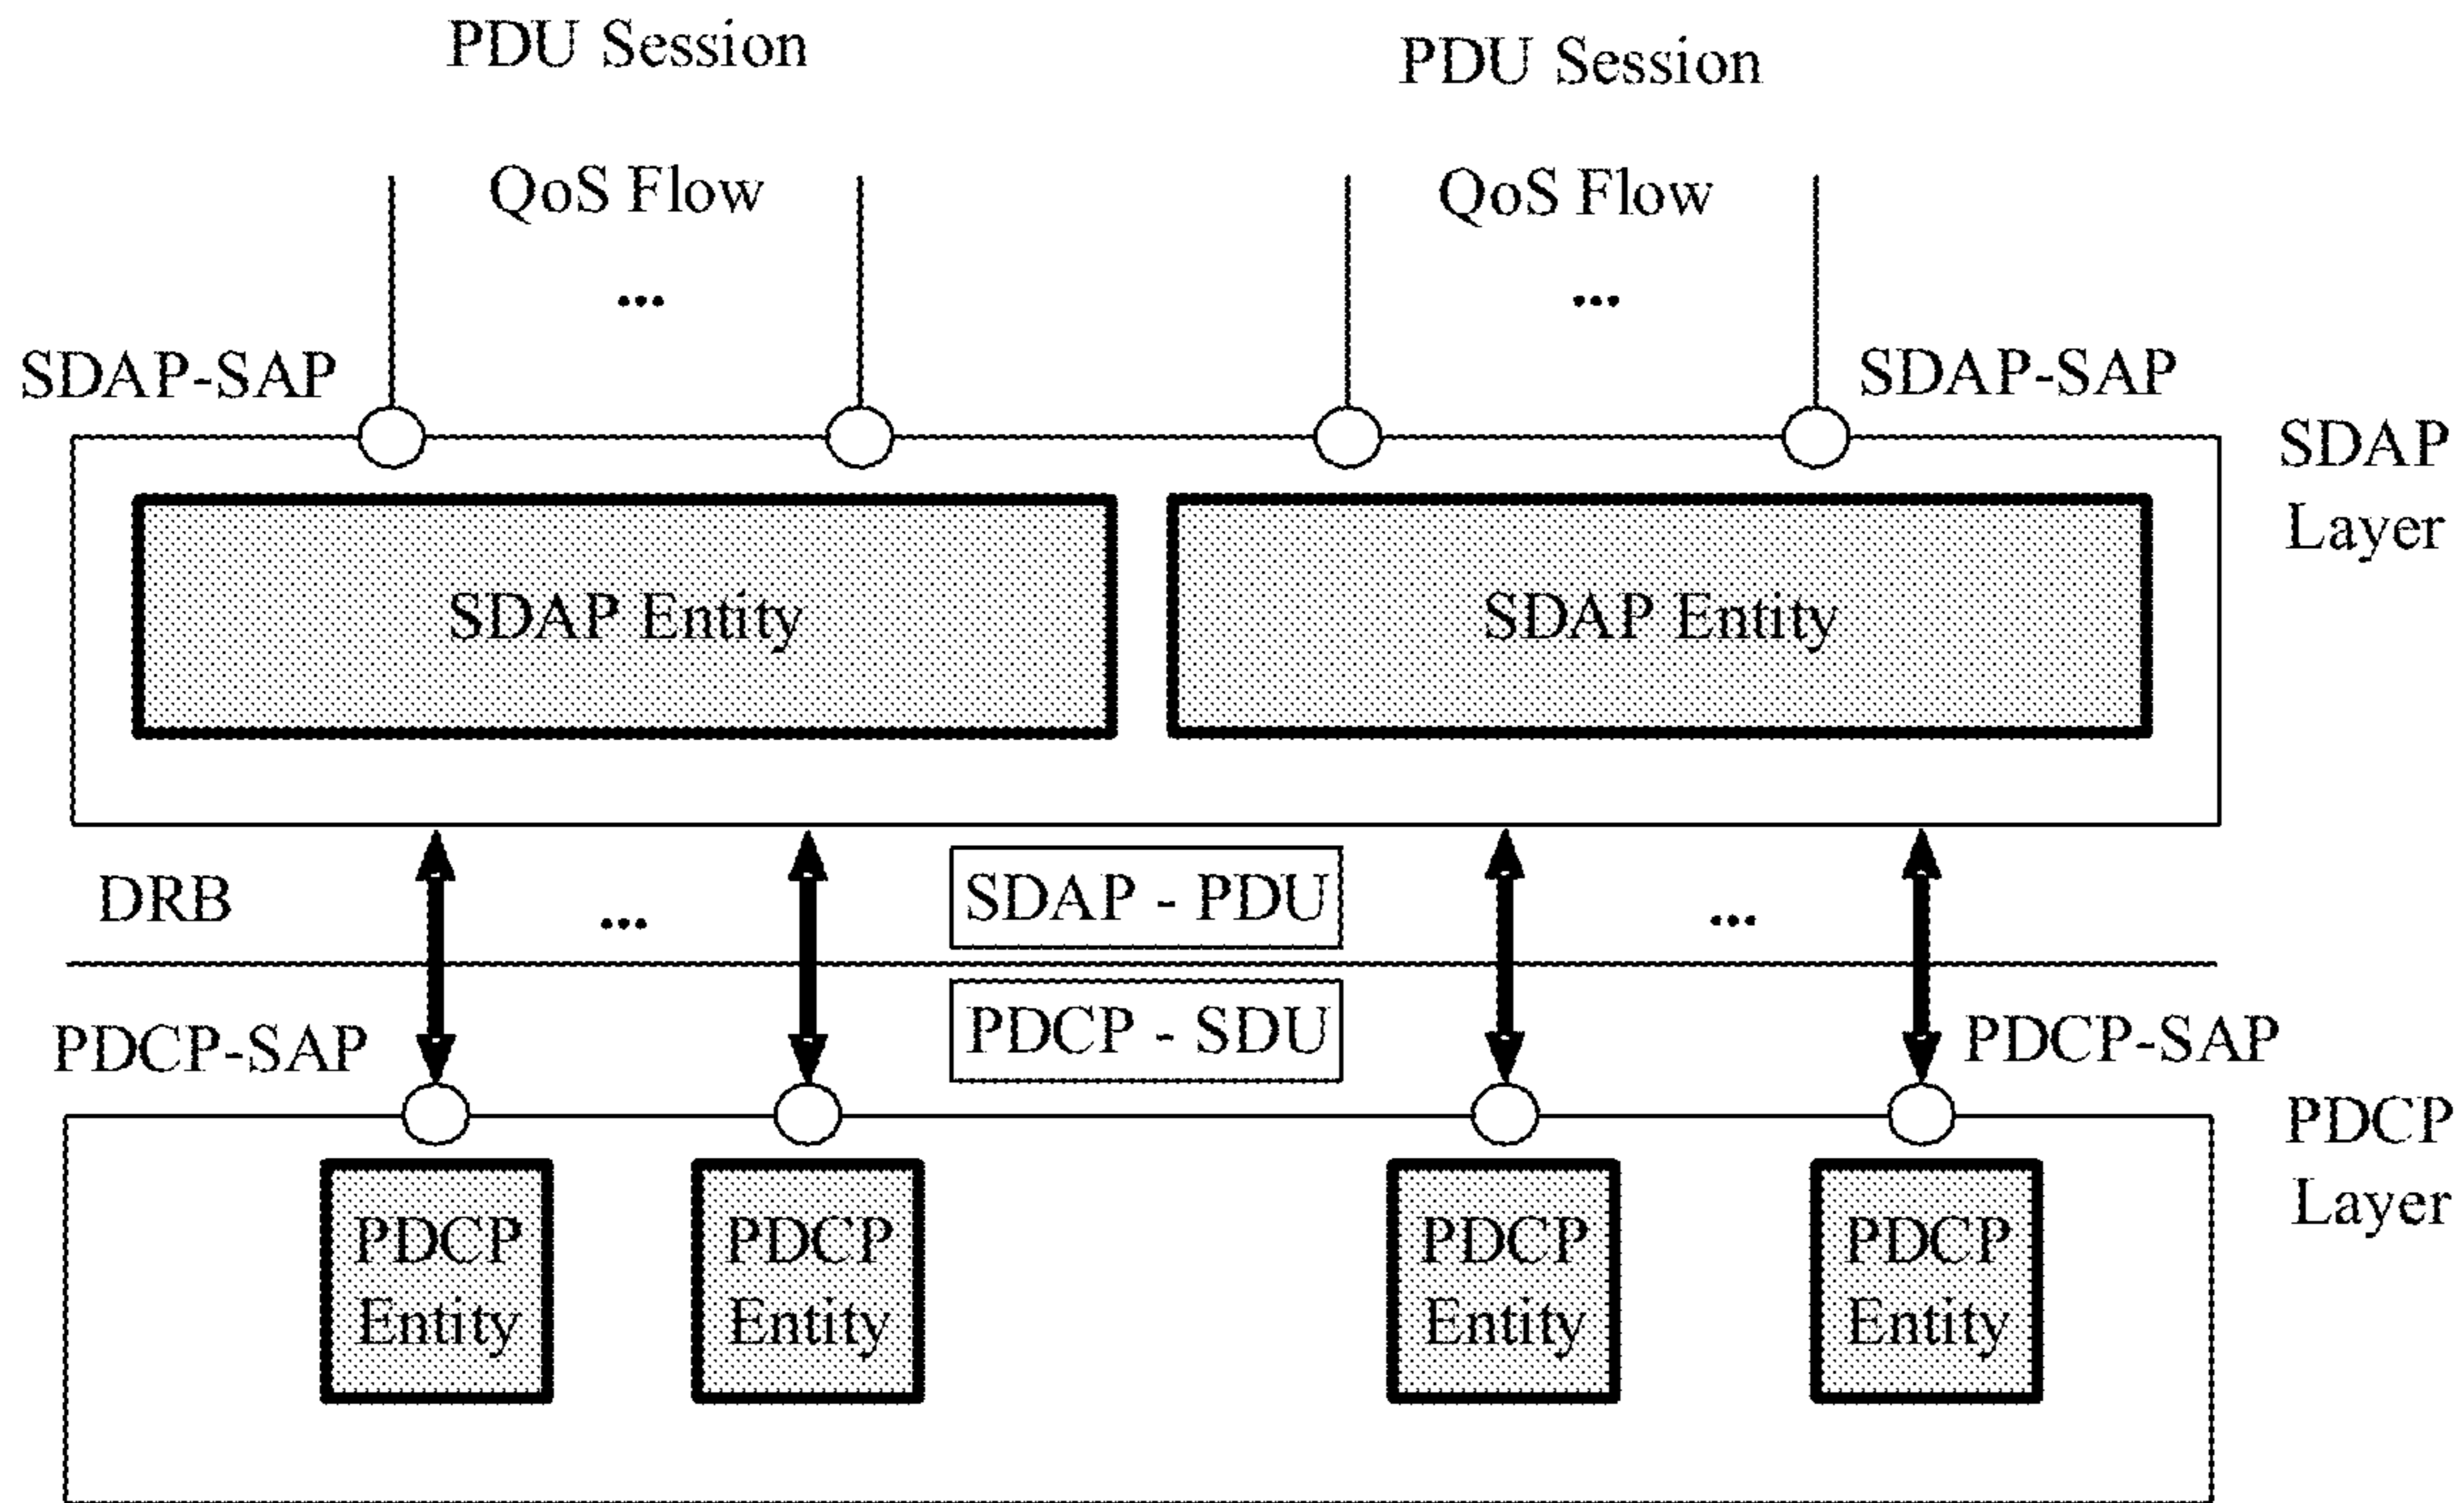 PDU Session
PDU Session
QoS Flow
QoS Flow
...
...
SDAP-SAP
SDAP-SAP
SDAP
Layer
SDAP Entity
SDAP Entity
DRB
...
SDAP - PDU
...
PDCP-SAP
PDCP - SDU
PDCP-SAP
PDCP
Layer
PDCP
Entity
PDCP
Entity
PDCP
Entity
PDCP
Entity